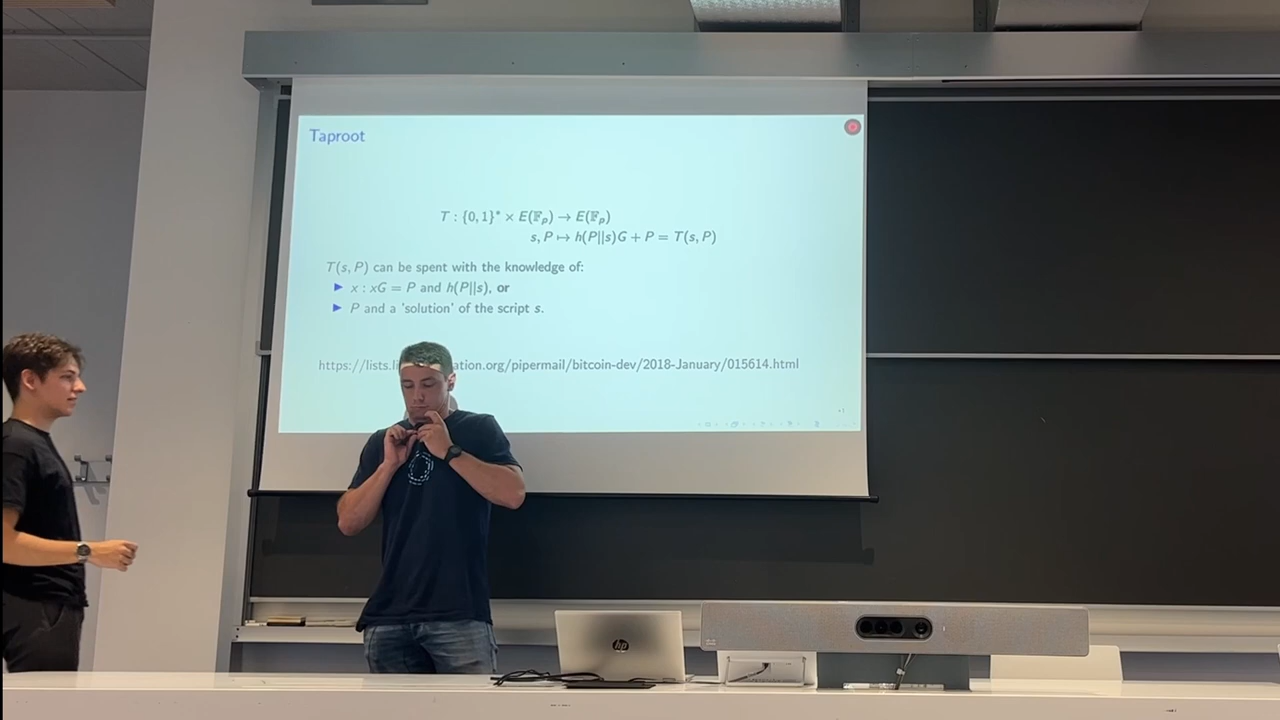 Taproot
T : {0, 1}* × E(𝔽ₚ) → E(𝔽ₚ)
s, P ↦ h(P||s)G + P = T(s, P)
T(s, P) can be spent with the knowledge of:
▶ x : xG = P and h(P||s), or
▶ P and a 'solution' of the script s.
https://lists.li ation.org/pipermail/bitcoin-dev/2018-January/015614.html
hp